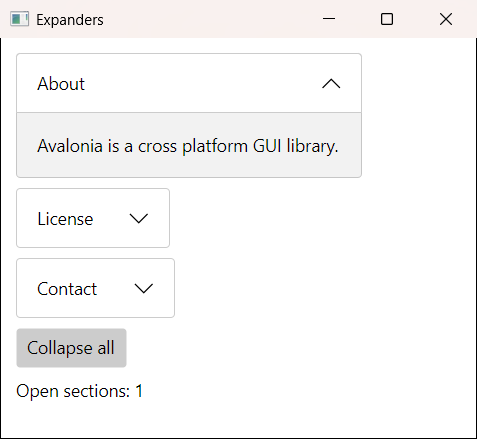 Expanders
About
Avalonia is a cross platform GUI library.
License
Contact
Collapse all
Open sections: 1